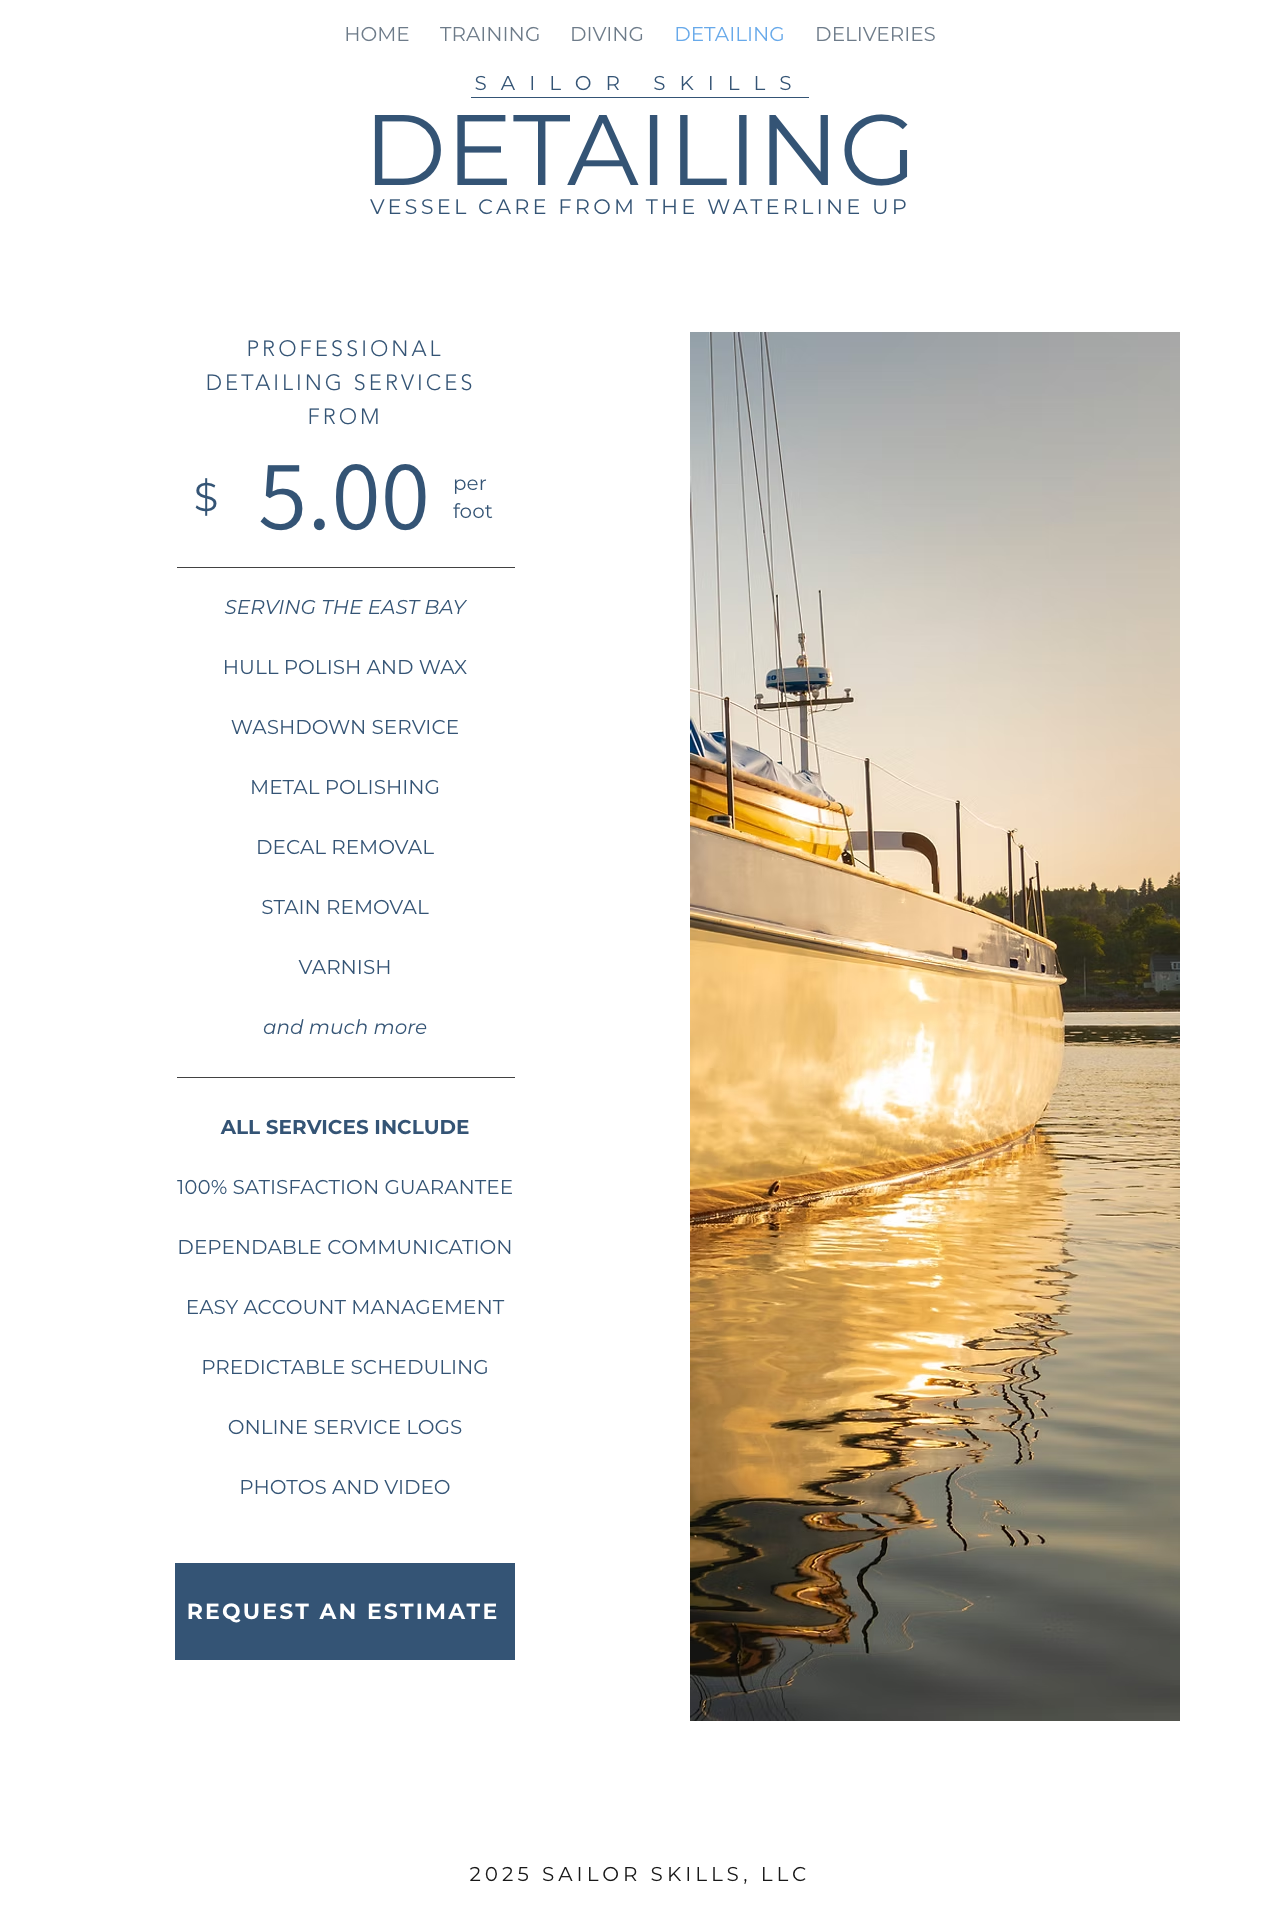 HOME TRAINING DIVING DETAILING DELIVERIES
SAILOR SKILLS
DETAILING
VESSEL CARE FROM THE WATERLINE UP
PROFESSIONAL
DETAILING SERVICES
FROM
$ 5.00 per
foot
SERVING THE EAST BAY
HULL POLISH AND WAX
WASHDOWN SERVICE
METAL POLISHING
DECAL REMOVAL
STAIN REMOVAL
VARNISH
and much more
ALL SERVICES INCLUDE
100% SATISFACTION GUARANTEE
DEPENDABLE COMMUNICATION
EASY ACCOUNT MANAGEMENT
PREDICTABLE SCHEDULING
ONLINE SERVICE LOGS
PHOTOS AND VIDEO
REQUEST AN ESTIMATE
2025 SAILOR SKILLS, LLC